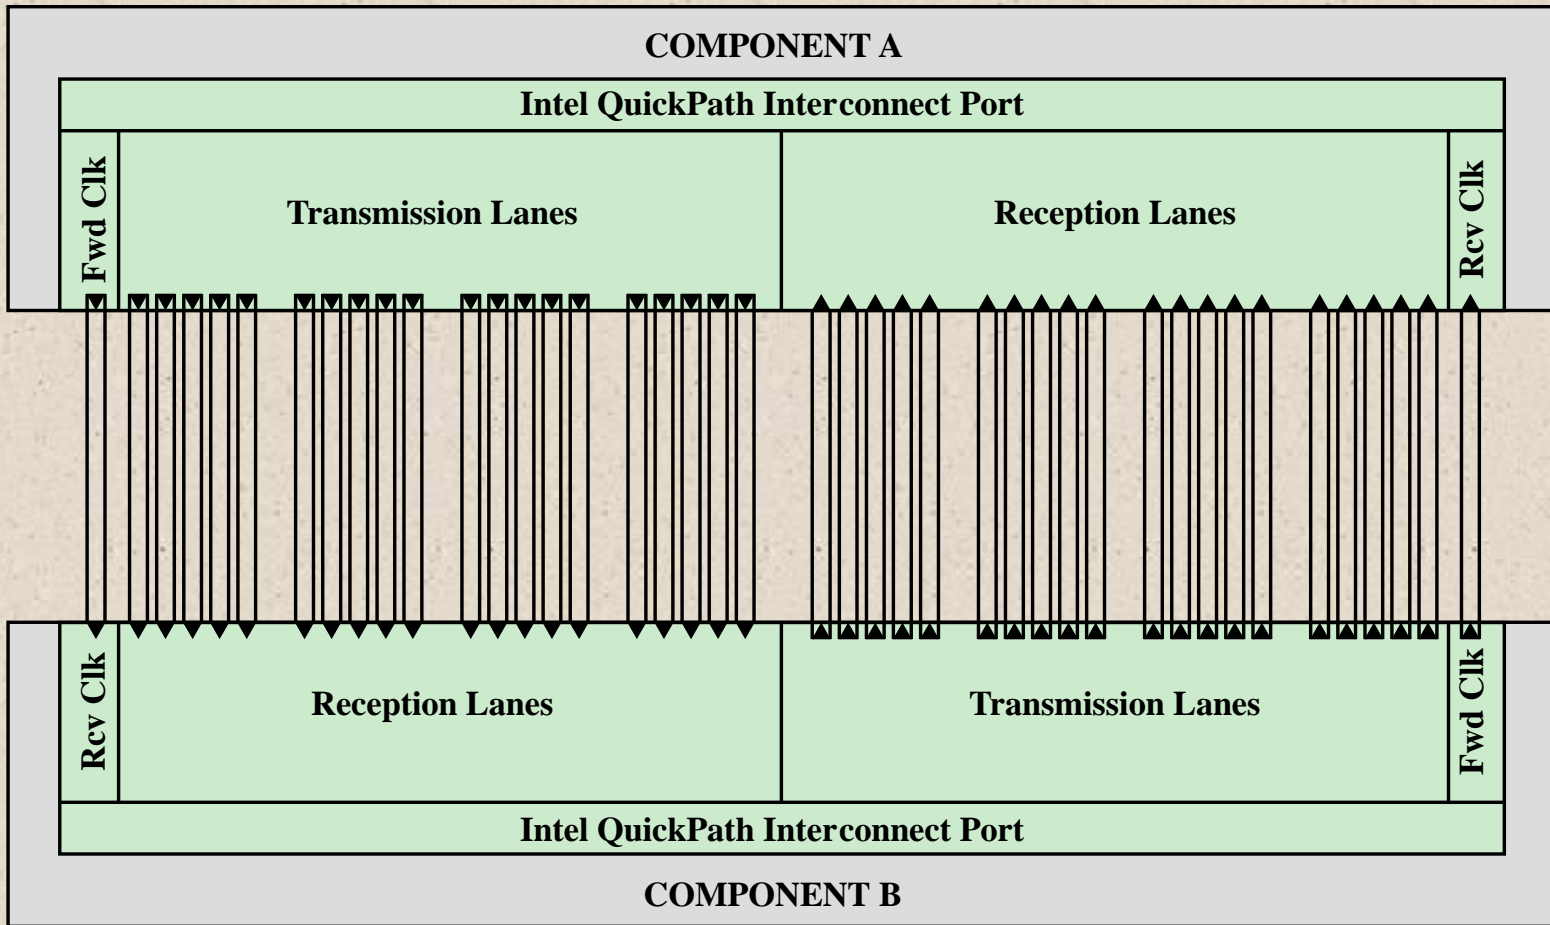 COMPONENT A
Intel QuickPath Interconnect Port
Fwd Clk
Transmission Lanes
Reception Lanes
Rcv Clk
Rcv Clk
Reception Lanes
Transmission Lanes
Fwd Clk
Intel QuickPath Interconnect Port
COMPONENT B